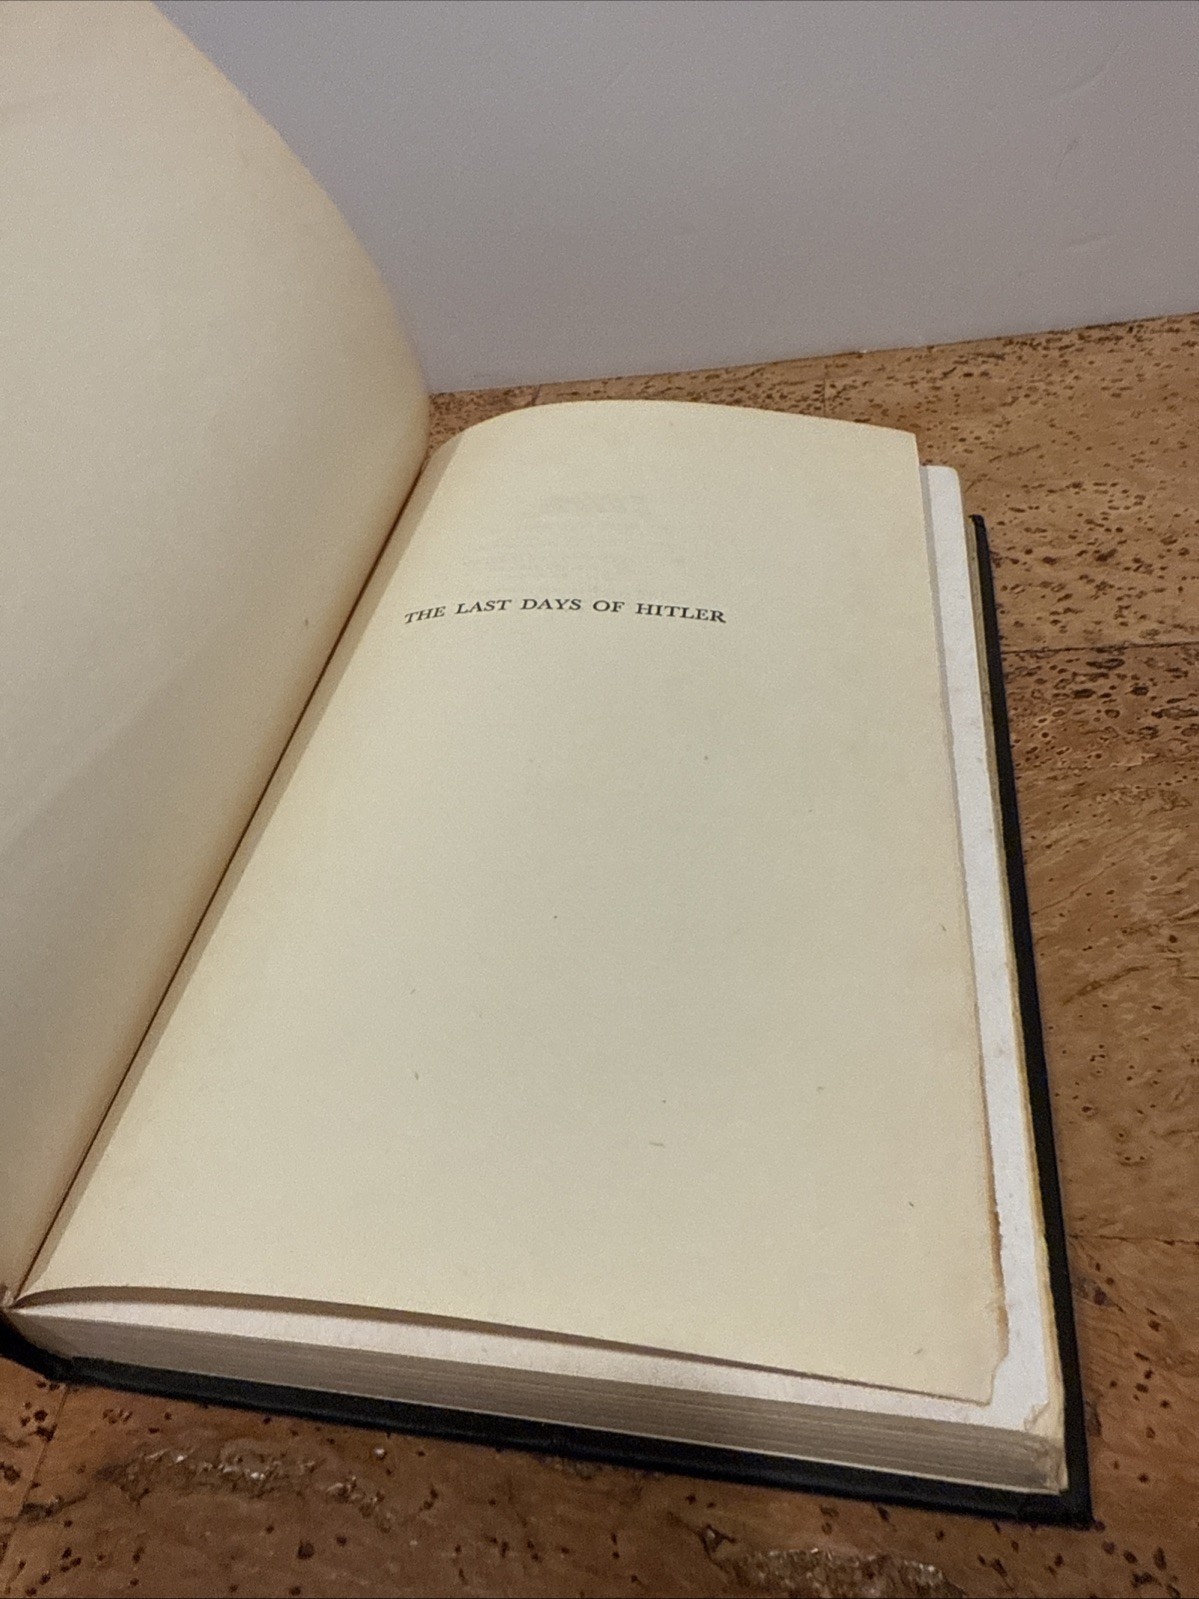 THE LAST DAYS OF HITLER